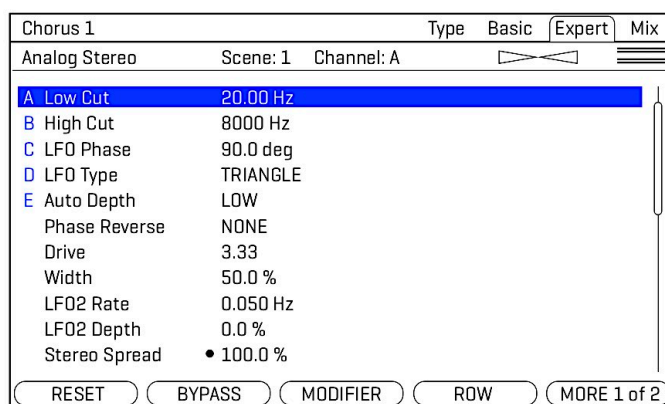 Chorus 1 Type Basic Expert Mix
Analog Stereo Scene: 1 Channel: A
A Low Cut 20.00 Hz
B High Cut 8000 Hz
C LFO Phase 90.0 deg
D LFO Type TRIANGLE
E Auto Depth LOW
Phase Reverse NONE
Drive 3.33
Width 50.0 %
LFO2 Rate 0.050 Hz
LFO2 Depth 0.0 %
Stereo Spread • 100.0 %
RESET BYPASS MODIFIER ROW MORE 1 of 2